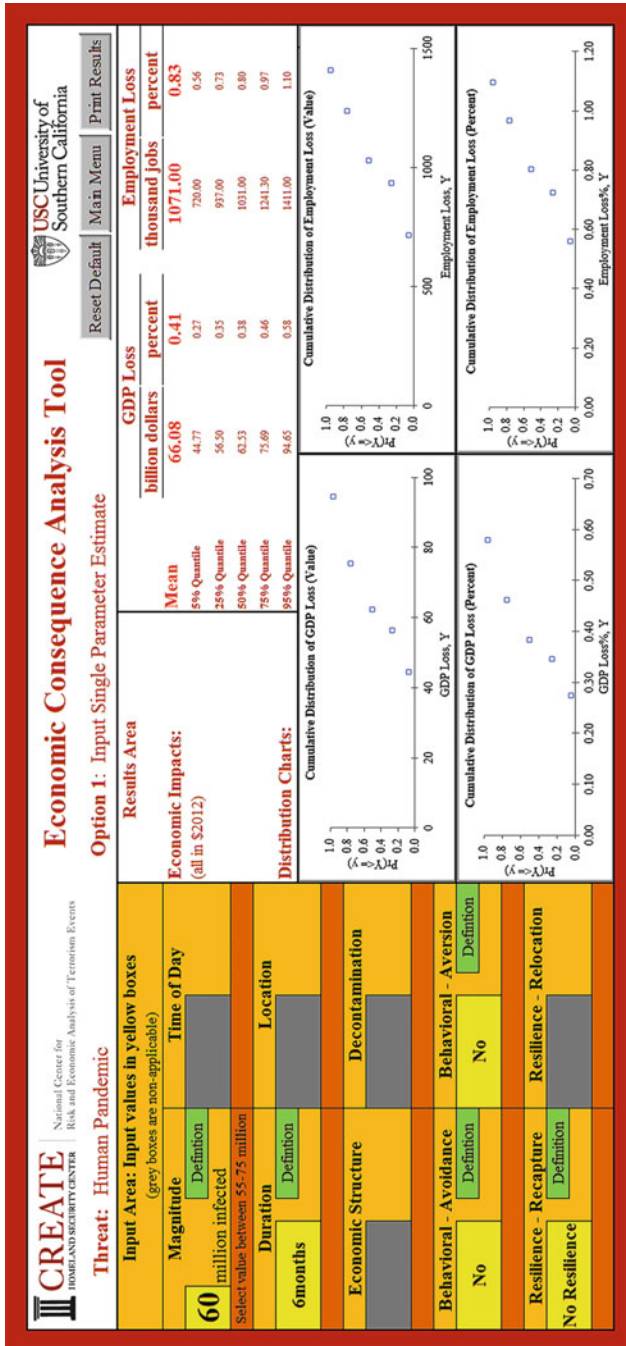 CREATE
HOMELAND SECURITY CENTER
National Center for
Risk and Economic Analysis of Terrorism Events
Economic Consequence Analysis Tool
USC University of
Southern California
Threat: Human Pandemic
Option 1: Input Single Parameter Estimate
Reset Default
Main Menu
Print Results
Input Area: Input values in yellow boxes
(grey boxes are non-applicable)
Magnitude
Time of Day
60
Defintion
million infected
Select value between 55-75 million
Duration
Location
6months
Defintion
Economic Structure
Decontamination
Behavioral - Avoidance
Behavioral - Aversion
No
Defintion
No
Defintion
Resilience - Recapture
Resilience - Relocation
No Resilience
Defintion
Results Area
Economic Impacts:
(all in $2012)
Distribution Charts:
GDP Loss Employment Loss
billion dollars percent thousand jobs percent
Mean 66.08 0.41 1071.00 0.83
5% Quantile 44.77 0.27 720.00 0.56
25% Quantile 56.50 0.35 937.00 0.73
50% Quantile 62.53 0.38 1031.00 0.80
75% Quantile 75.69 0.46 1241.30 0.97
95% Quantile 94.65 0.58 1411.00 1.10
Cumulative Distribution of GDP Loss (Value)
Pr(Y<=y)
1.0
0.8
0.6
0.4
0.2
0.0
0 20 40 60 80 100
GDP Loss, Y
Cumulative Distribution of Employment Loss (Value)
Pr(Y<=y)
1.0
0.8
0.6
0.4
0.2
0.0
0 500 1000 1500
Employment Loss, Y
Cumulative Distribution of GDP Loss (Percent)
Pr(Y<=y)
1.0
0.8
0.6
0.4
0.2
0.0
0.00 0.10 0.20 0.30 0.40 0.50 0.60 0.70
GDP Loss%, Y
Cumulative Distribution of Employment Loss (Percent)
Pr(Y<=y)
1.0
0.8
0.6
0.4
0.2
0.0
0.00 0.20 0.40 0.60 0.80 1.00 1.20
Employment Loss%, Y